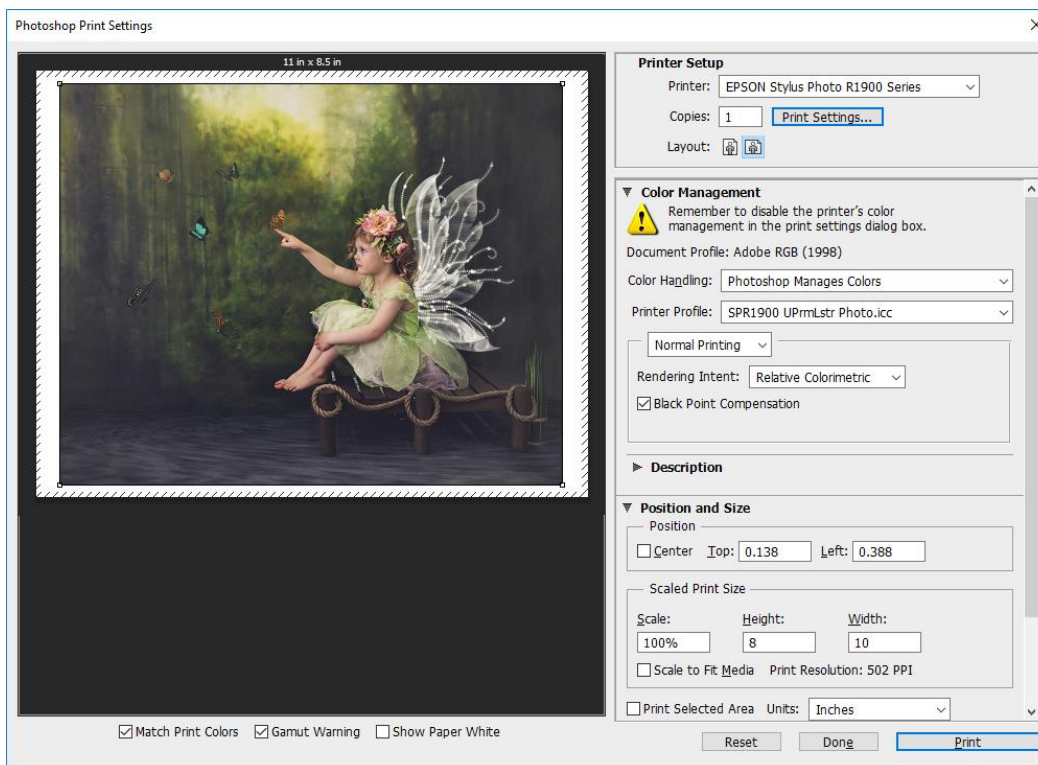 Photoshop Print Settings
11 in x 8.5 in
Printer Setup
Printer: EPSON Stylus Photo R1900 Series
Copies: 1 Print Settings...
Layout:
Color Management
Remember to disable the printer's color
management in the print settings dialog box.
Document Profile: Adobe RGB (1998)
Color Handling: Photoshop Manages Colors
Printer Profile: SPR1900 UPrmLstr Photo.icc
Normal Printing
Rendering Intent: Relative Colorimetric
Black Point Compensation
Description
Position and Size
Position
Center Top: 0.138 Left: 0.388
Scaled Print Size
Scale: Height: Width:
100% 8 10
Scale to Fit Media Print Resolution: 502 PPI
Print Selected Area Units: Inches
Match Print Colors Gamut Warning Show Paper White
Reset Done Print